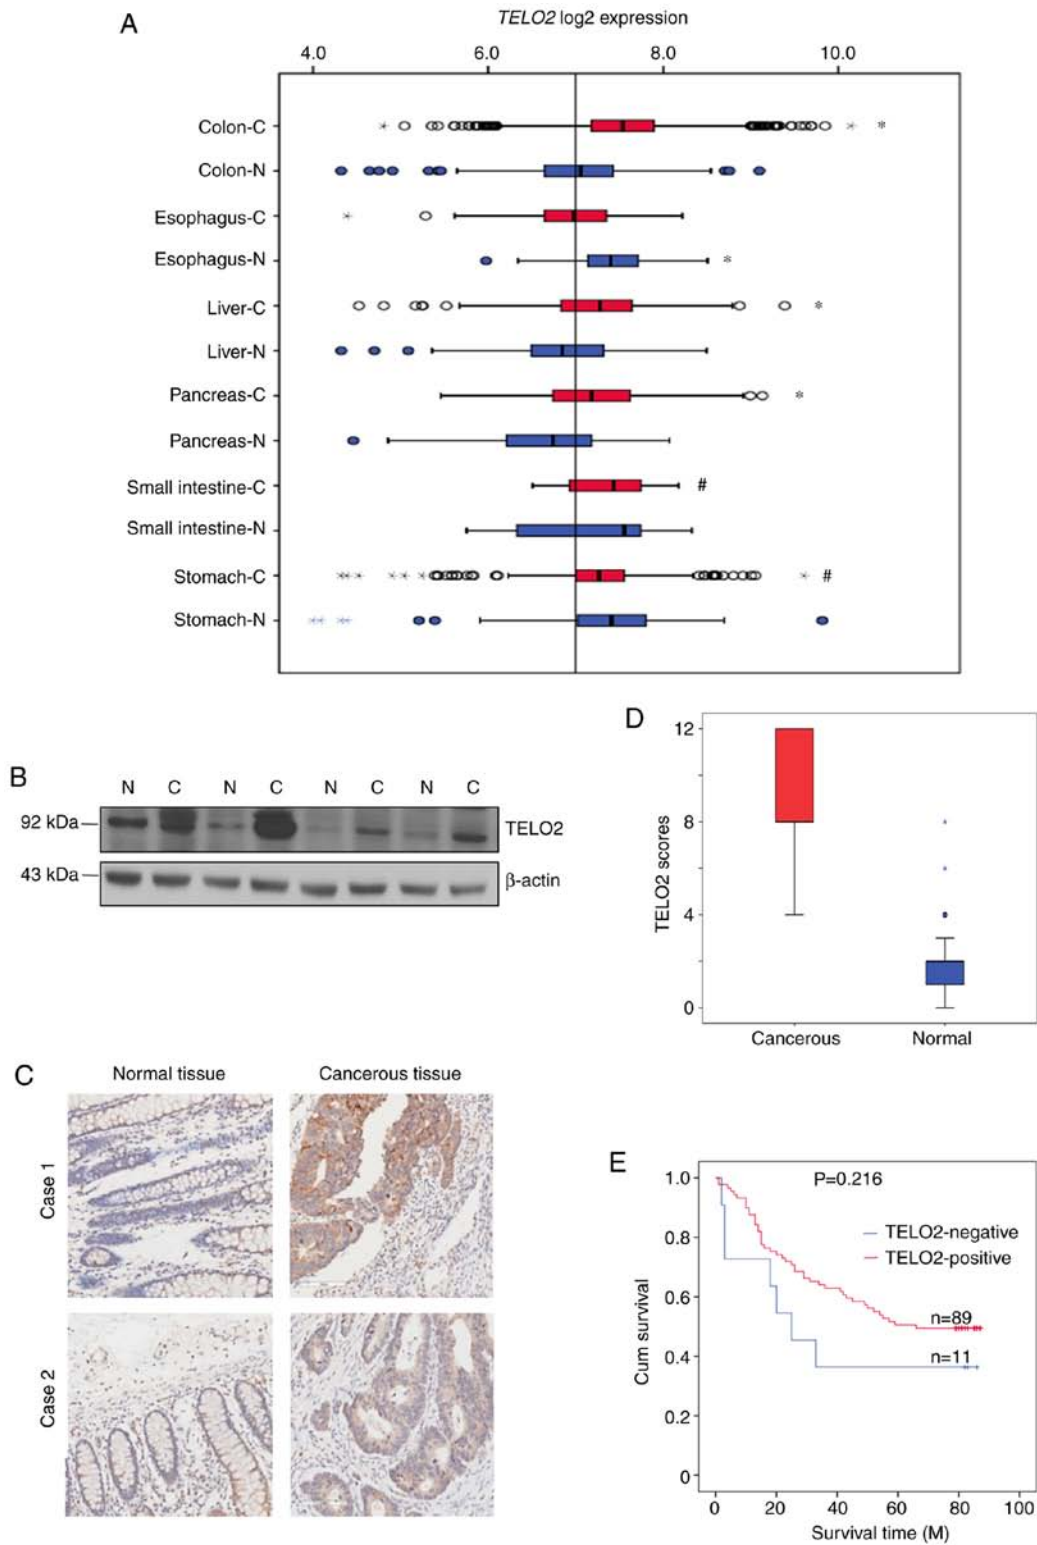 A
TELO2 log2 expression
4.0 6.0 8.0 10.0
Colon-C
*
Colon-N
Esophagus-C
Esophagus-N
*
Liver-C
*
Liver-N
Pancreas-C
*
Pancreas-N
Small intestine-C
#
Small intestine-N
Stomach-C
#
Stomach-N
B
N C N C N C N C
92 kDa
TELO2
43 kDa
β-actin
D
12
8
4
0
TELO2 scores
Cancerous Normal
C
Normal tissue Cancerous tissue
Case 1
Case 2
E
P=0.216
TELO2-negative
TELO2-positive
n=89
n=11
1.0
0.8
0.6
0.4
0.2
0
Cum survival
0 20 40 60 80 100
Survival time (M)